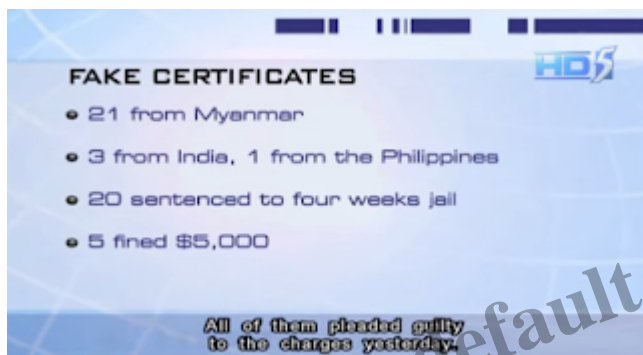 FAKE CERTIFICATES
HD5
21 from Myanmar
3 from India, 1 from the Philippines
20 sentenced to four weeks jail
5 fined $5,000
All of them pleaded guilty
to the charges yesterday.
efault